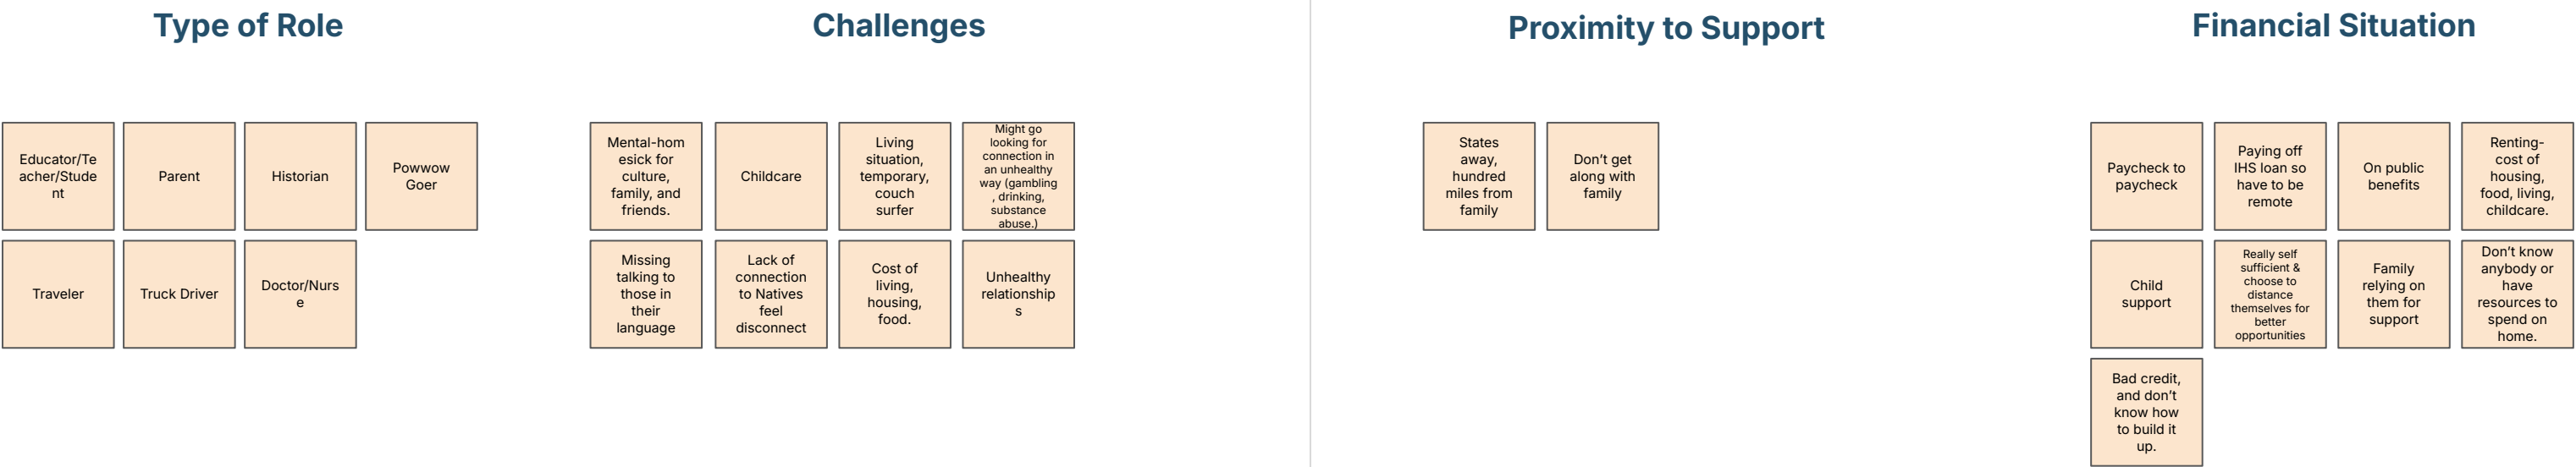 Type of Role
Educator/Te
acher/Stude
nt
Parent
Historian
Powwow
Goer
Traveler
Truck Driver
Doctor/Nurs
e
Challenges
Mental-hom
esick for
culture,
family, and
friends.
Childcare
Living
situation,
temporary,
couch
surfer
Might go
looking for
connection in
an unhealthy
way (gambling
, drinking,
substance
abuse.)
Missing
talking to
those in
their
language
Lack of
connection
to Natives
feel
disconnect
Cost of
living,
housing,
food.
Unhealthy
relationship
s
Proximity to Support
States
away,
hundred
miles from
family
Don’t get
along with
family
Financial Situation
Paycheck to
paycheck
Paying off
IHS loan so
have to be
remote
On public
benefits
Renting-
cost of
housing,
food, living,
childcare.
Child
support
Really self
sufficient &
choose to
distance
themselves for
better
opportunities
Family
relying on
them for
support
Don’t know
anybody or
have
resources to
spend on
home.
Bad credit,
and don’t
know how
to build it
up.